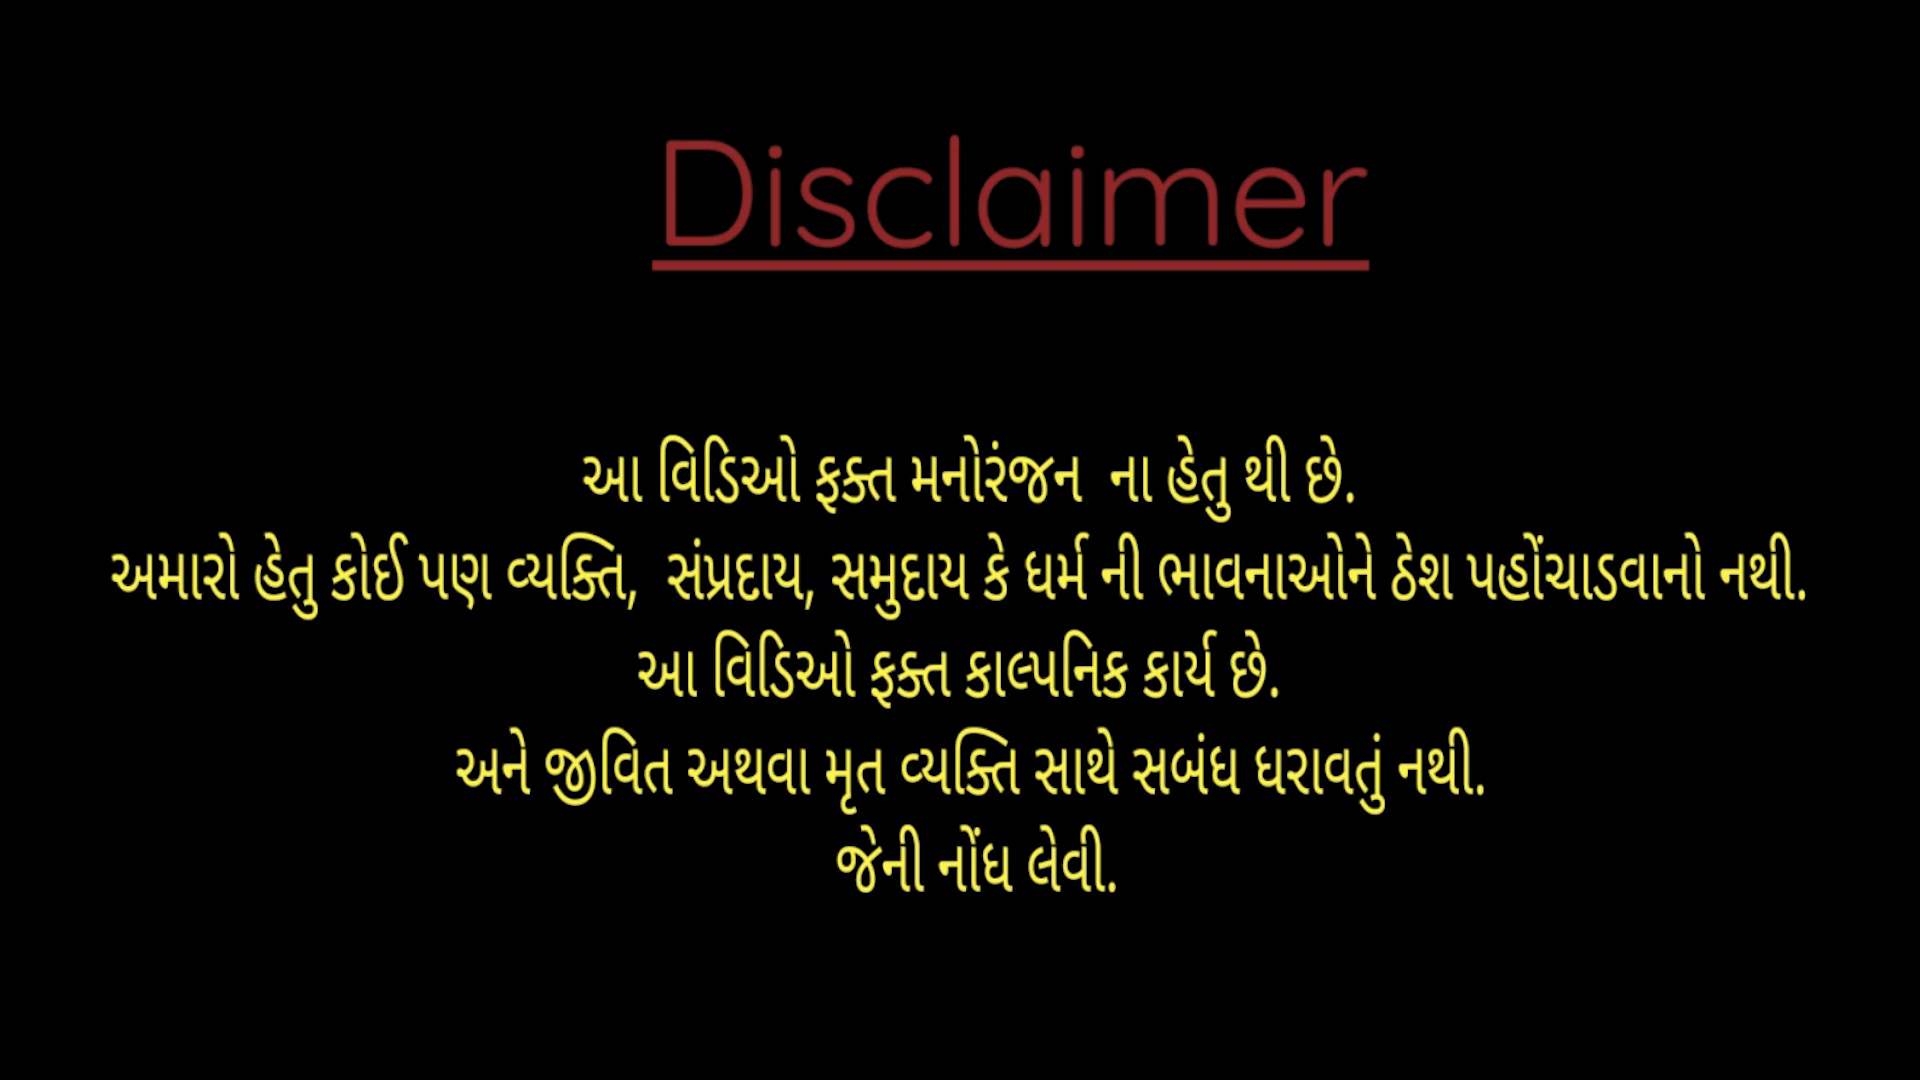 Disclaimer
આ વિડિઓ ફક્ત મનોરંજન ના હેતુ થી છે.
અમારો હેતુ કોઈ પણ વ્યક્તિ, સંપ્રદાય, સમુદાય કે ધર્મ ની ભાવનાઓને ઠેશ પહોંચાડવાનો નથી.
આ વિડિઓ ફક્ત કાલ્પનિક કાર્ય છે.
અને જીવિત અથવા મૃત વ્યક્તિ સાથે સબંધ ધરાવતું નથી.
જેની નોંધ લેવી.